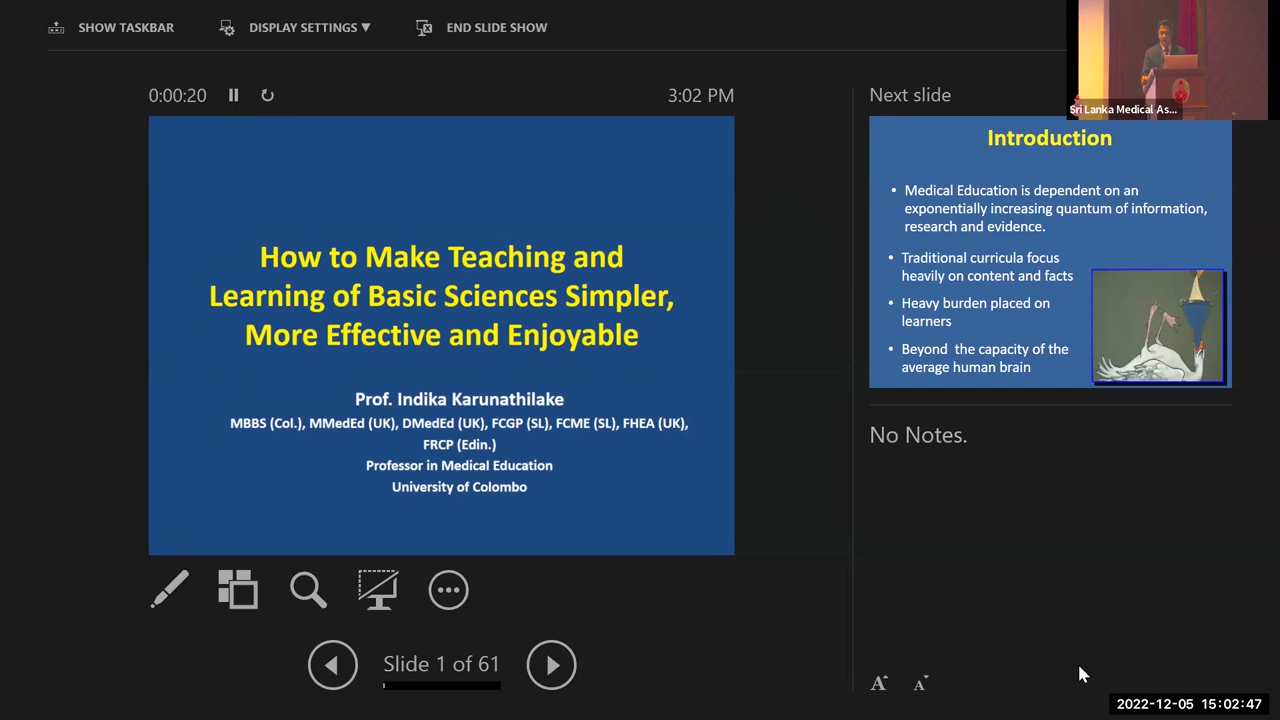 SHOW TASKBAR
DISPLAY SETTINGS ▼
END SLIDE SHOW
0:00:20
3:02 PM
How to Make Teaching and
Learning of Basic Sciences Simpler,
More Effective and Enjoyable
Prof. Indika Karunathilake
MBBS (Col.), MMedEd (UK), DMedEd (UK), FCGP (SL), FCME (SL), FHEA (UK),
FRCP (Edin.)
Professor in Medical Education
University of Colombo
Slide 1 of 61
Next slide
Sri Lanka Medical As...
Introduction
• Medical Education is dependent on an
exponentially increasing quantum of information,
research and evidence.
• Traditional curricula focus
heavily on content and facts
• Heavy burden placed on
learners
• Beyond the capacity of the
average human brain
No Notes.
A A
2022-12-05 15:02:47